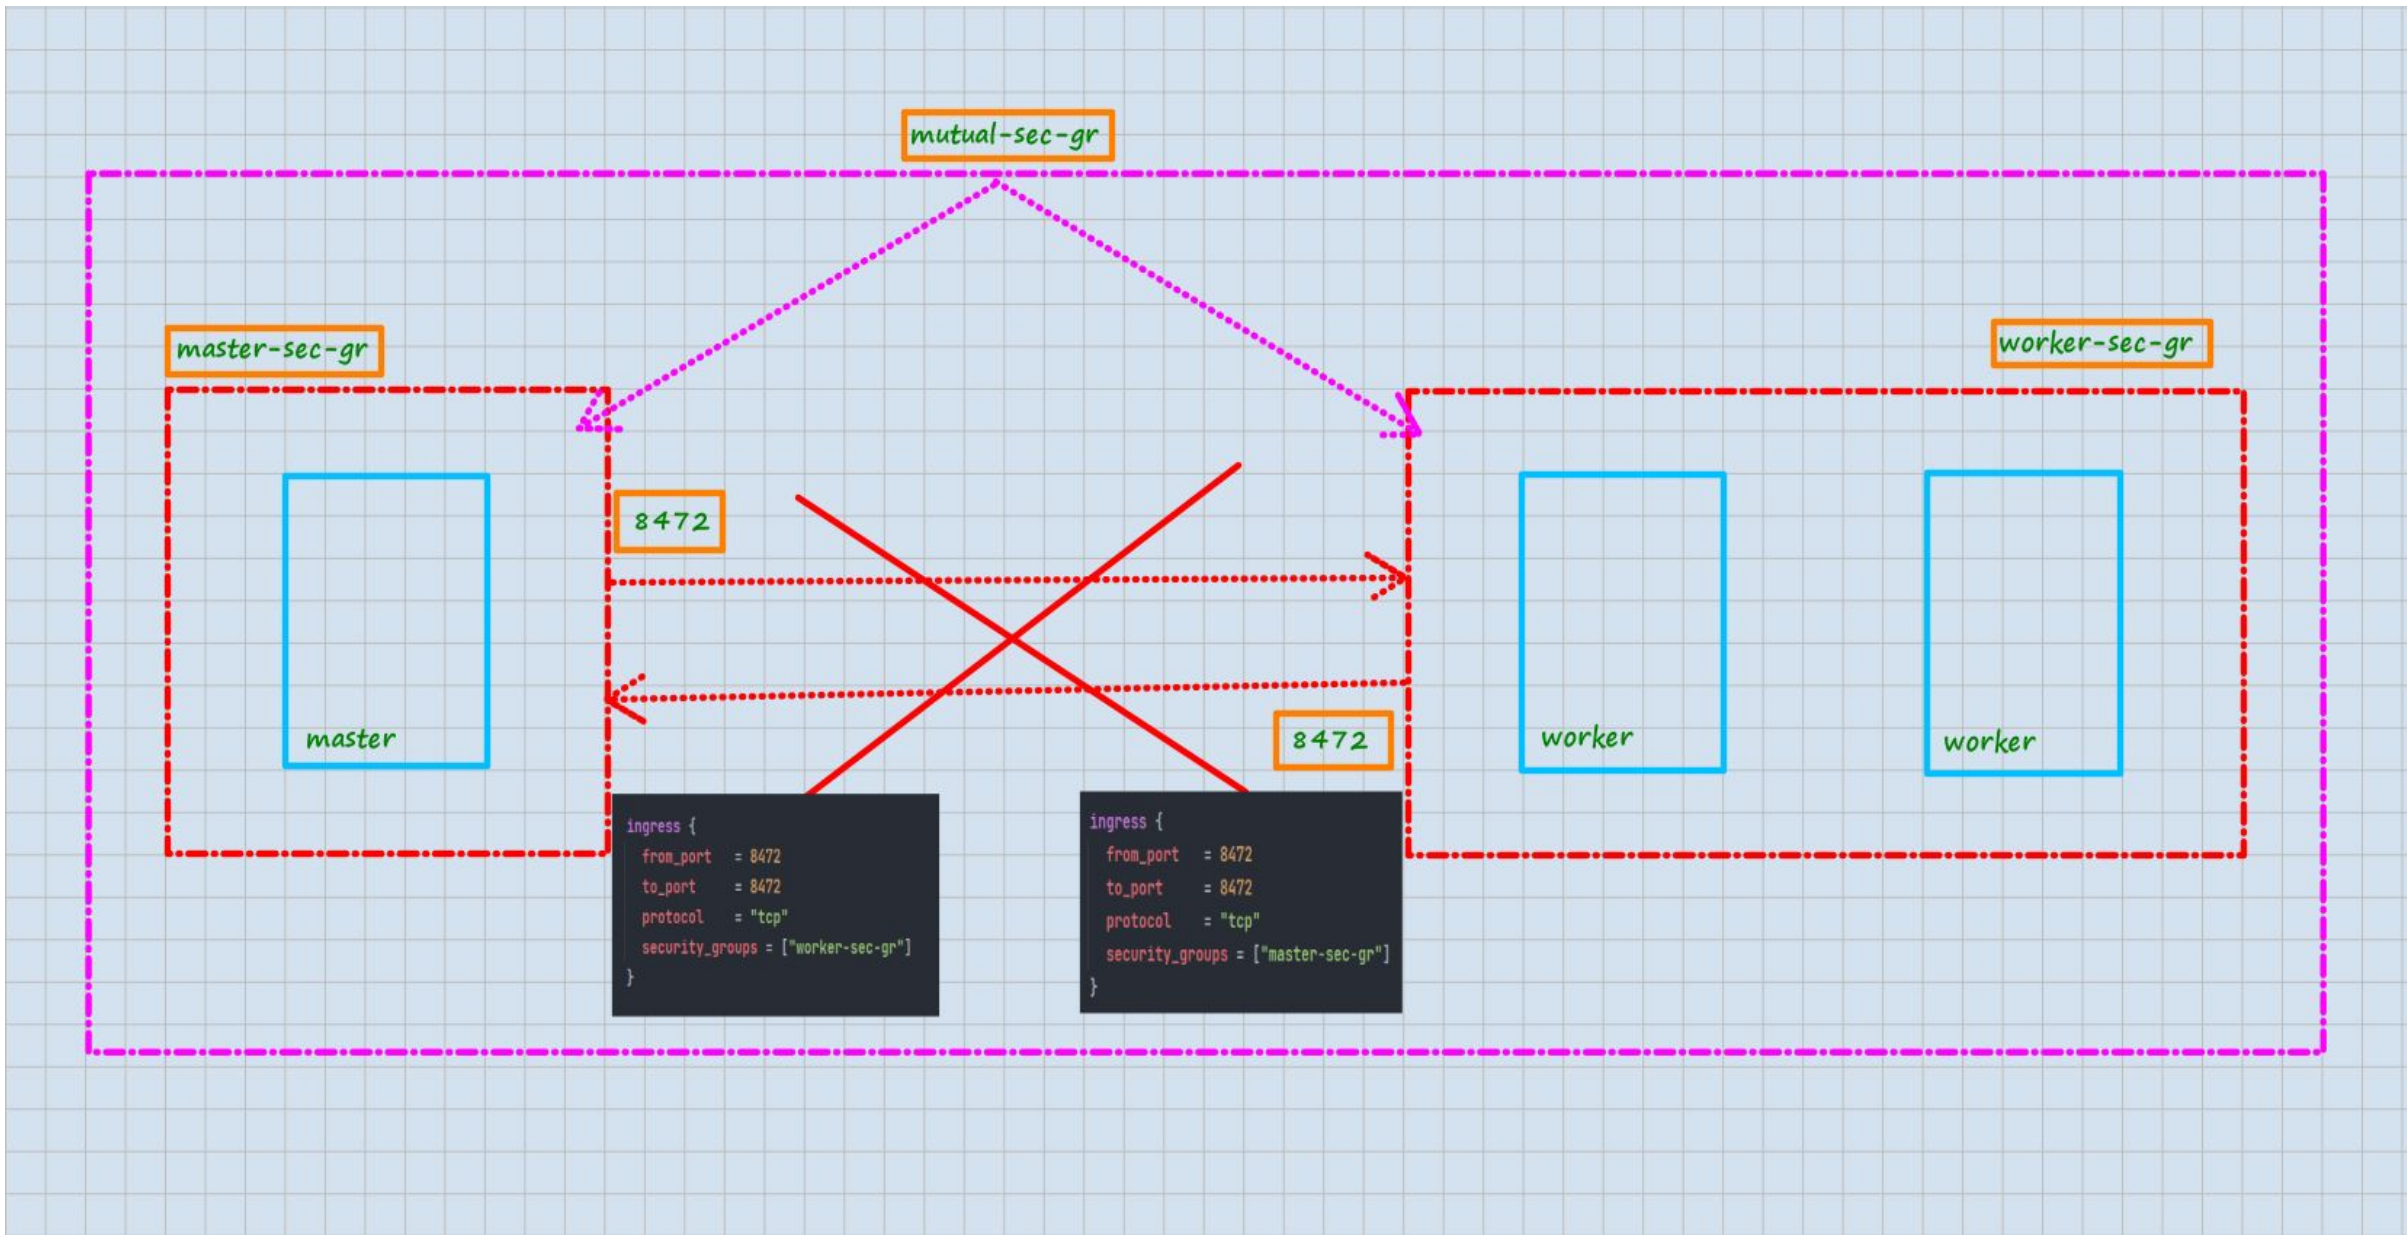 mutual-sec-gr
master-sec-gr
worker-sec-gr
8472
master
worker
worker
8472
ingress {
from_port = 8472
to_port = 8472
protocol = "tcp"
security_groups = ["worker-sec-gr"]
}
ingress {
from_port = 8472
to_port = 8472
protocol = "tcp"
security_groups = ["master-sec-gr"]
}